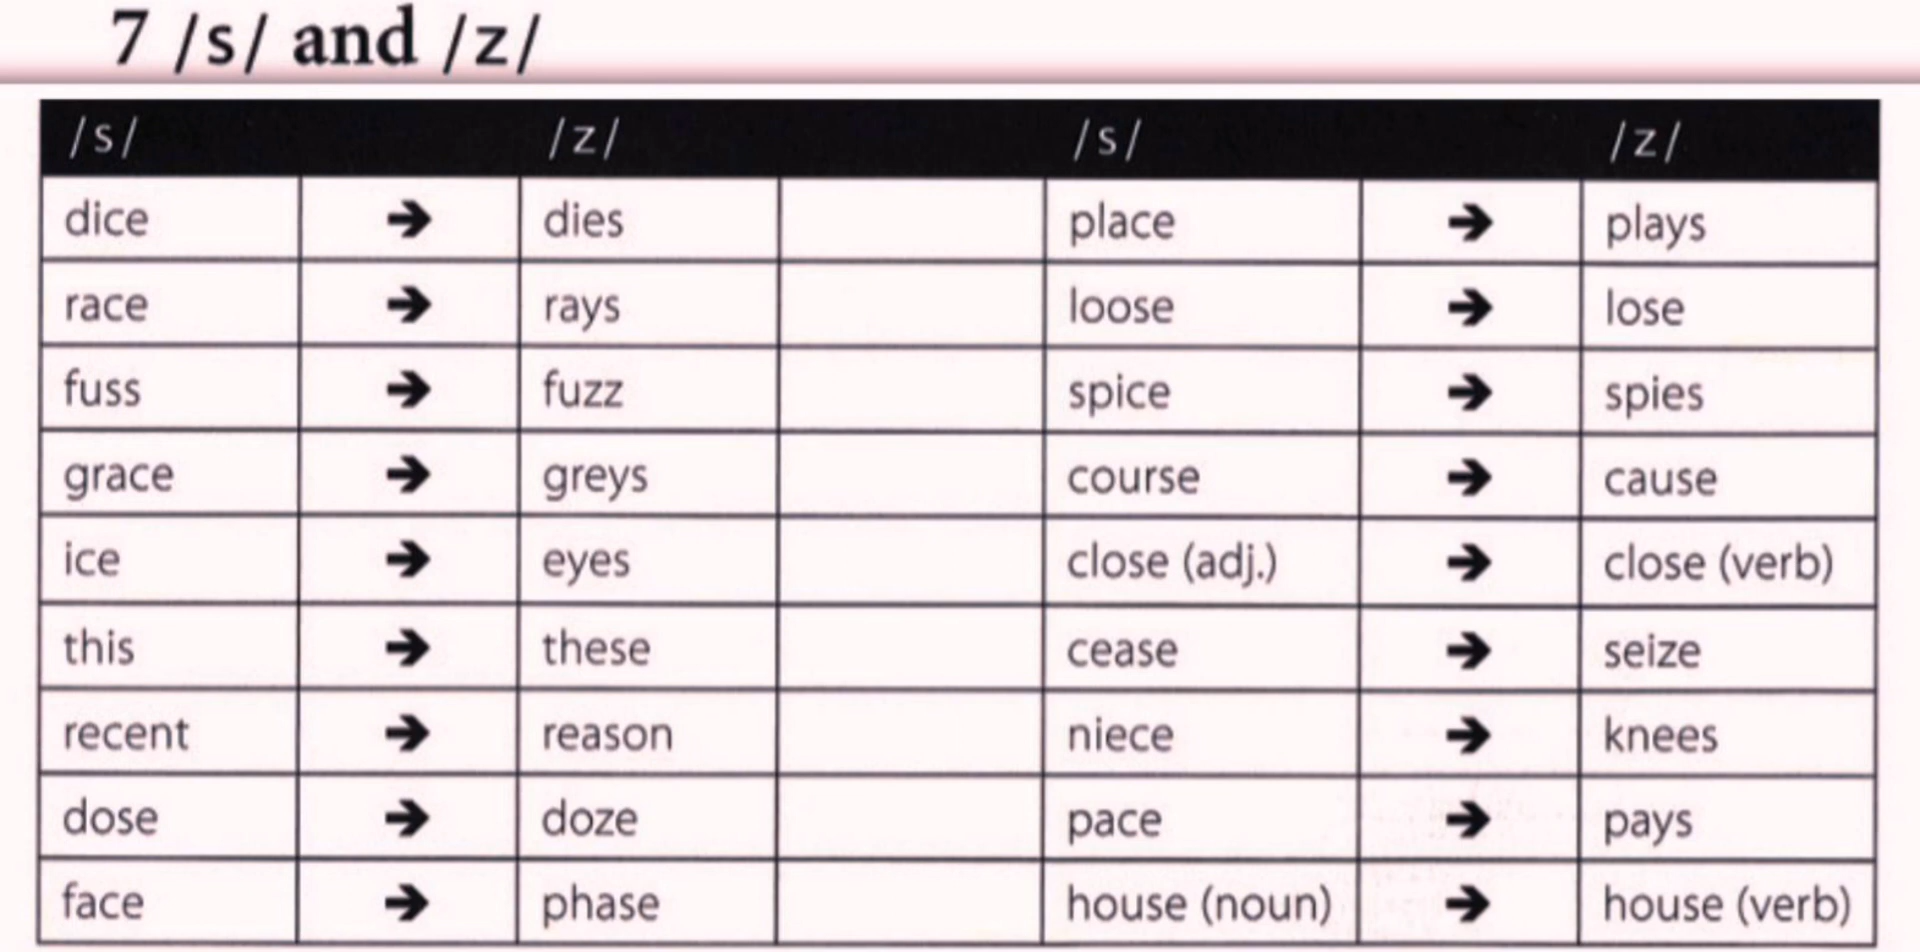 7 /s/ and /z/
/s/ /z/ /s/ /z/
dice ➔ dies place ➔ plays
race ➔ rays loose ➔ lose
fuss ➔ fuzz spice ➔ spies
grace ➔ greys course ➔ cause
ice ➔ eyes close (adj.) ➔ close (verb)
this ➔ these cease ➔ seize
recent ➔ reason niece ➔ knees
dose ➔ doze pace ➔ pays
face ➔ phase house (noun) ➔ house (verb)